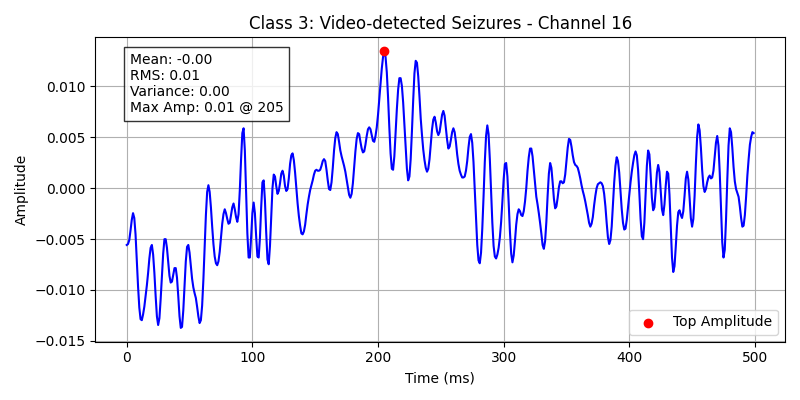 Class 3: Video-detected Seizures - Channel 16
Mean: -0.00
RMS: 0.01
Variance: 0.00
Max Amp: 0.01 @ 205
0.010
0.005
0.000
−0.005
−0.010
−0.015
Amplitude
Top Amplitude
0 100 200 300 400 500
Time (ms)